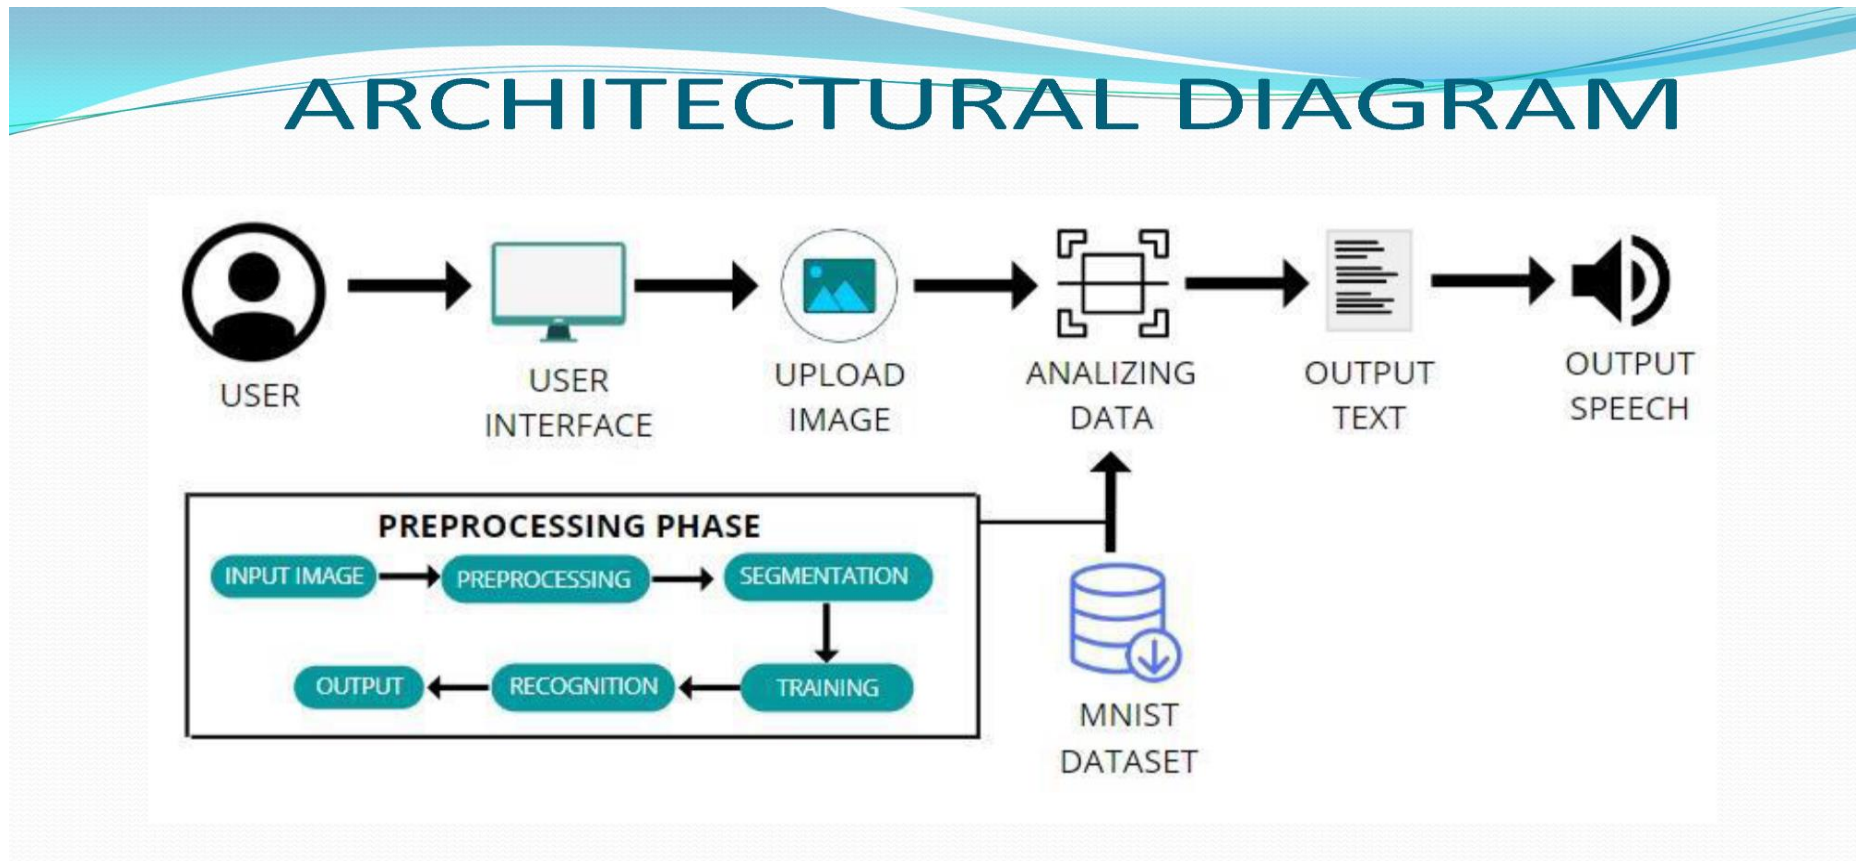 ARCHITECTURAL DIAGRAM
USER
USER
INTERFACE
UPLOAD
IMAGE
ANALIZING
DATA
OUTPUT
TEXT
OUTPUT
SPEECH
PREPROCESSING PHASE
INPUT IMAGE
PREPROCESSING
SEGMENTATION
TRAINING
RECOGNITION
OUTPUT
MNIST
DATASET